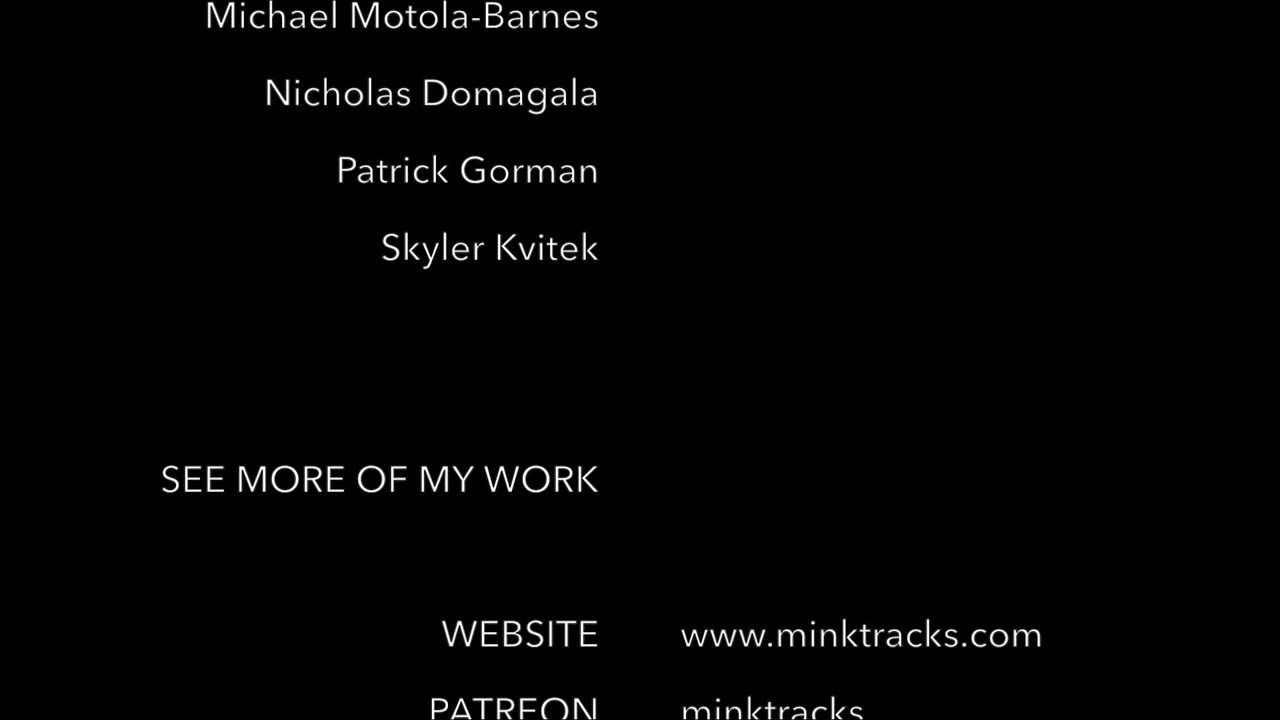 Michael Motola-Barnes
Nicholas Domagala
Patrick Gorman
Skyler Kvitek
SEE MORE OF MY WORK
WEBSITE www.minktracks.com
PATREON minktracks